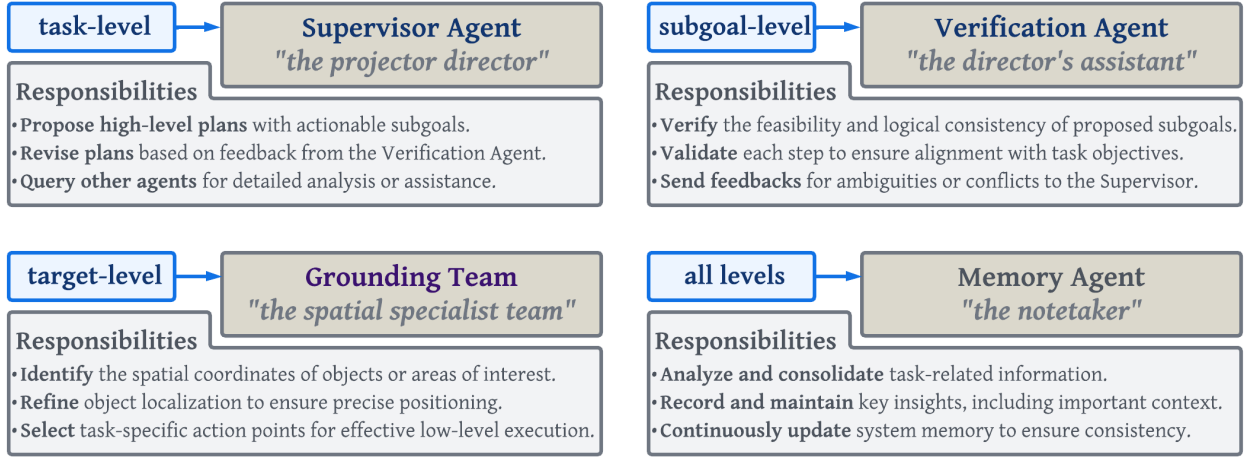 task-level
Supervisor Agent
"the projector director"
Responsibilities
•Propose high-level plans with actionable subgoals.
•Revise plans based on feedback from the Verification Agent.
•Query other agents for detailed analysis or assistance.
subgoal-level
Verification Agent
"the director's assistant"
Responsibilities
•Verify the feasibility and logical consistency of proposed subgoals.
•Validate each step to ensure alignment with task objectives.
•Send feedbacks for ambiguities or conflicts to the Supervisor.
target-level
Grounding Team
"the spatial specialist team"
Responsibilities
•Identify the spatial coordinates of objects or areas of interest.
•Refine object localization to ensure precise positioning.
•Select task-specific action points for effective low-level execution.
all levels
Memory Agent
"the notetaker"
Responsibilities
•Analyze and consolidate task-related information.
•Record and maintain key insights, including important context.
•Continuously update system memory to ensure consistency.